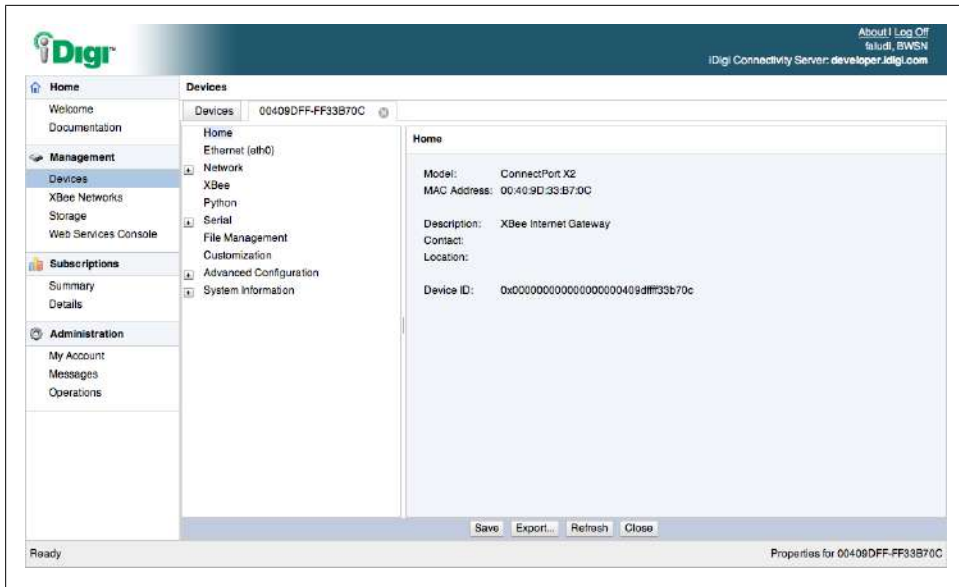 iDigi
About | Log Off
faludi, BWSN
iDigi Connectivity Server: developer.idigi.com
Home
Welcome
Documentation
Management
Devices
XBee Networks
Storage
Web Services Console
Subscriptions
Summary
Details
Administration
My Account
Messages
Operations
Devices
Devices 00409DFF-FF33B70C
Home
Ethernet (eth0)
Network
XBee
Python
Serial
File Management
Customization
Advanced Configuration
System Information
Home
Model: ConnectPort X2
MAC Address: 00:40:9D:33:B7:0C
Description: XBee Internet Gateway
Contact:
Location:
Device ID: 0x00000000000000000409dffff33b70c
Save Export... Refresh Close
Ready
Properties for 00409DFF-FF33B70C